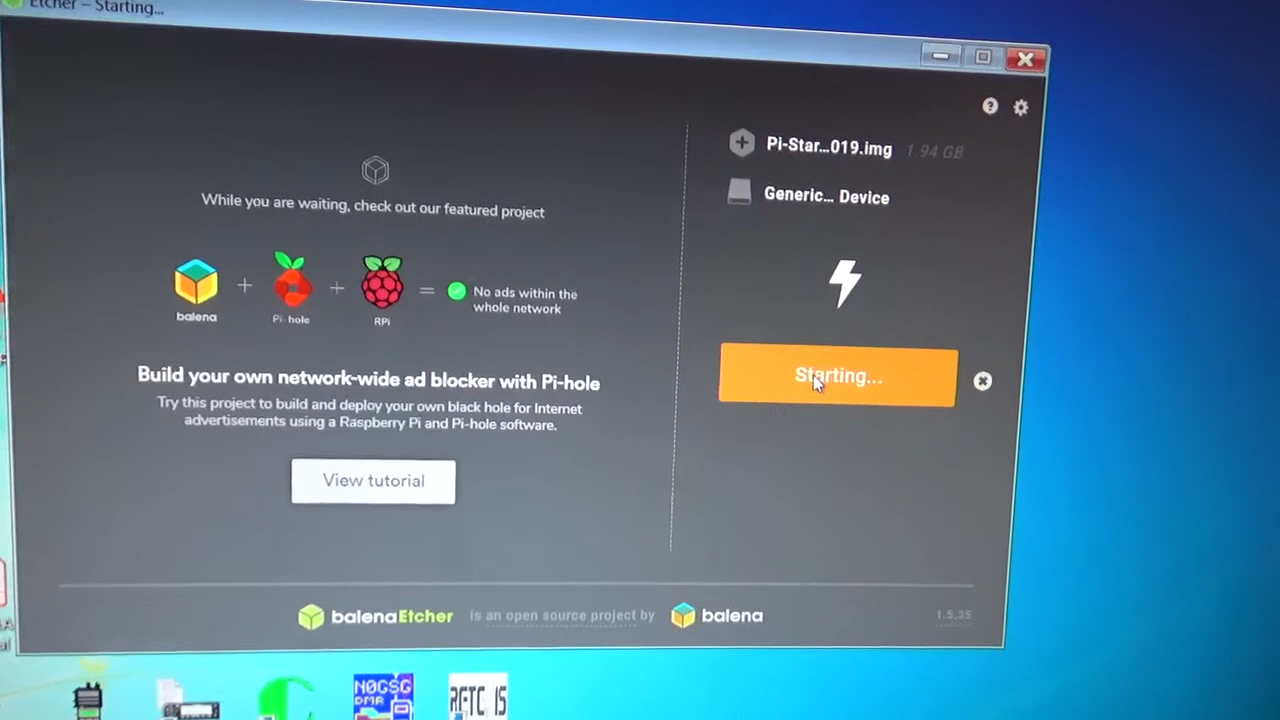 Etcher – Starting...
Pi-Star...019.img 1.94 GB
Generic... Device
While you are waiting, check out our featured project
balena + Pi-hole + RPi = No ads within the
whole network
Build your own network-wide ad blocker with Pi-hole
Try this project to build and deploy your own black hole for Internet
advertisements using a Raspberry Pi and Pi-hole software.
View tutorial
Starting...
balenaEtcher is an open source project by balena 1.5.35
N0GSG
DMR